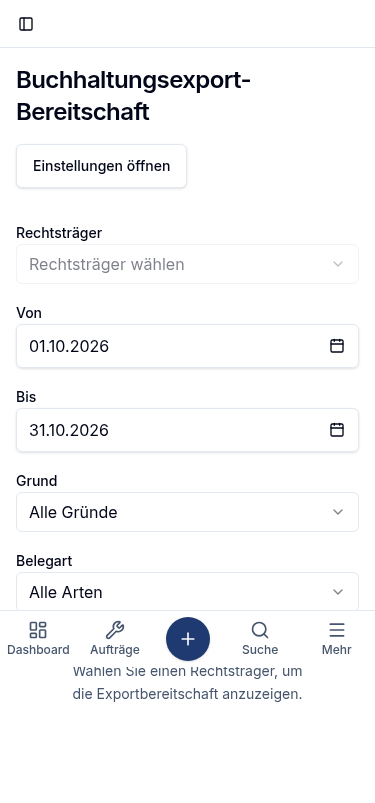 Buchhaltungsexport-
Bereitschaft
Einstellungen öffnen
Rechtsträger
Rechtsträger wählen
Von
01.10.2026
Bis
31.10.2026
Grund
Alle Gründe
Belegart
Alle Arten
Dashboard
Aufträge
Suche
Mehr
Wählen Sie einen Rechtsträger, um
die Exportbereitschaft anzuzeigen.